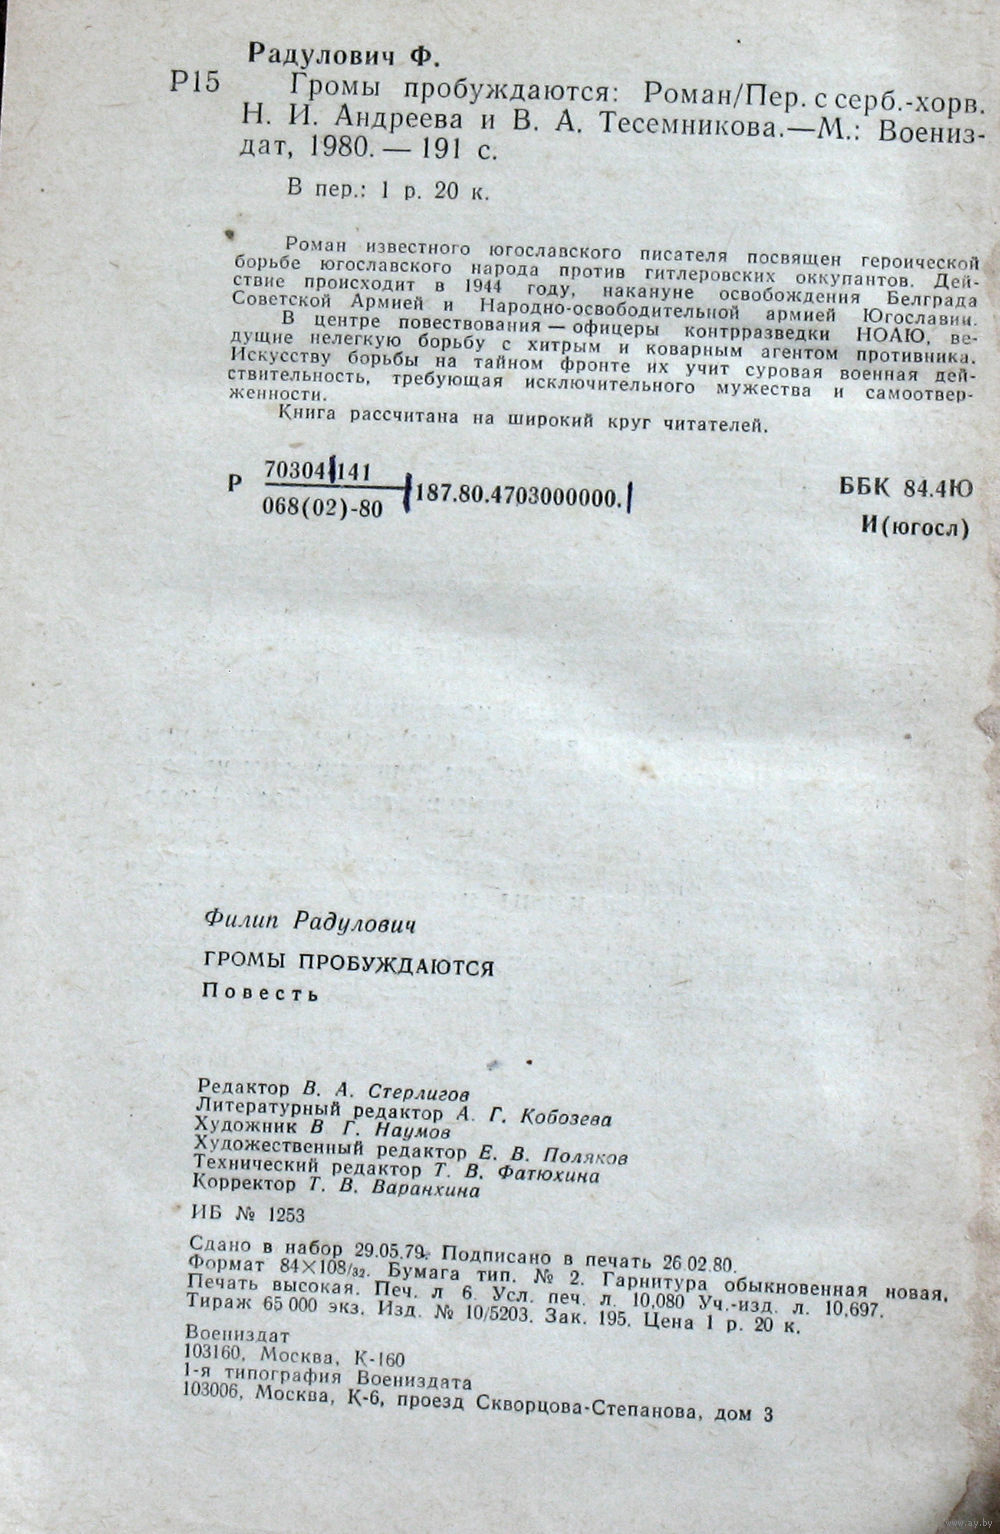 Радулович Ф.
Р15 Громы пробуждаются: Роман/Пер. с серб.-хорв.
Н. И. Андреева и В. А. Тесемникова.—М.: Воениз-
дат, 1980. — 191 с.
В пер.: 1 р. 20 к.
Роман известного югославского писателя посвящен героической
борьбе югославского народа против гитлеровских оккупантов. Дей-
ствие происходит в 1944 году, накануне освобождения Белграда
Советской Армией и Народно-освободительной армией Югославии.
В центре повествования — офицеры контрразведки НОАЮ, ве-
дущие нелегкую борьбу с хитрым и коварным агентом противника.
Искусству борьбы на тайном фронте их учит суровая военная дей-
ствительность, требующая исключительного мужества и самоотвер-
женности.
Книга рассчитана на широкий круг читателей.
Р 70304 141
068(02)-80 187.80.4703000000. ББК 84.4Ю
И(югосл)
Филип Радулович
ГРОМЫ ПРОБУЖДАЮТСЯ
Повесть
Редактор В. А. Стерлигов
Литературный редактор А. Г. Кобозева
Художник В Г. Наумов
Художественный редактор Е. В. Поляков
Технический редактор Т. В. Фатюхина
Корректор Т. В. Варанхина
ИБ № 1253
Сдано в набор 29.05.79. Подписано в печать 26.02.80.
Формат 84×108/32. Бумага тип. № 2. Гарнитура обыкновенная новая.
Печать высокая. Печ. л 6. Усл. печ. л. 10,080 Уч.-изд. л. 10,697.
Тираж 65 000 экз. Изд. № 10/5203. Зак. 195. Цена 1 р. 20 к.
Воениздат
103160, Москва, К-160
1-я типография Воениздата
103006, Москва, К-6, проезд Скворцова-Степанова, дом 3
www.ay.by